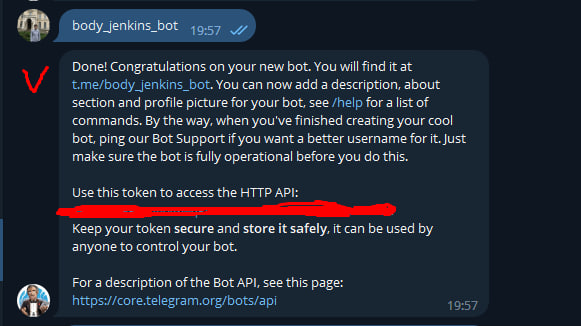 body_jenkins_bot 19:57
Done! Congratulations on your new bot. You will find it at
t.me/body_jenkins_bot. You can now add a description, about
section and profile picture for your bot, see /help for a list of
commands. By the way, when you've finished creating your cool
bot, ping our Bot Support if you want a better username for it. Just
make sure the bot is fully operational before you do this.
Use this token to access the HTTP API:
Keep your token secure and store it safely, it can be used by
anyone to control your bot.
For a description of the Bot API, see this page:
https://core.telegram.org/bots/api 19:57